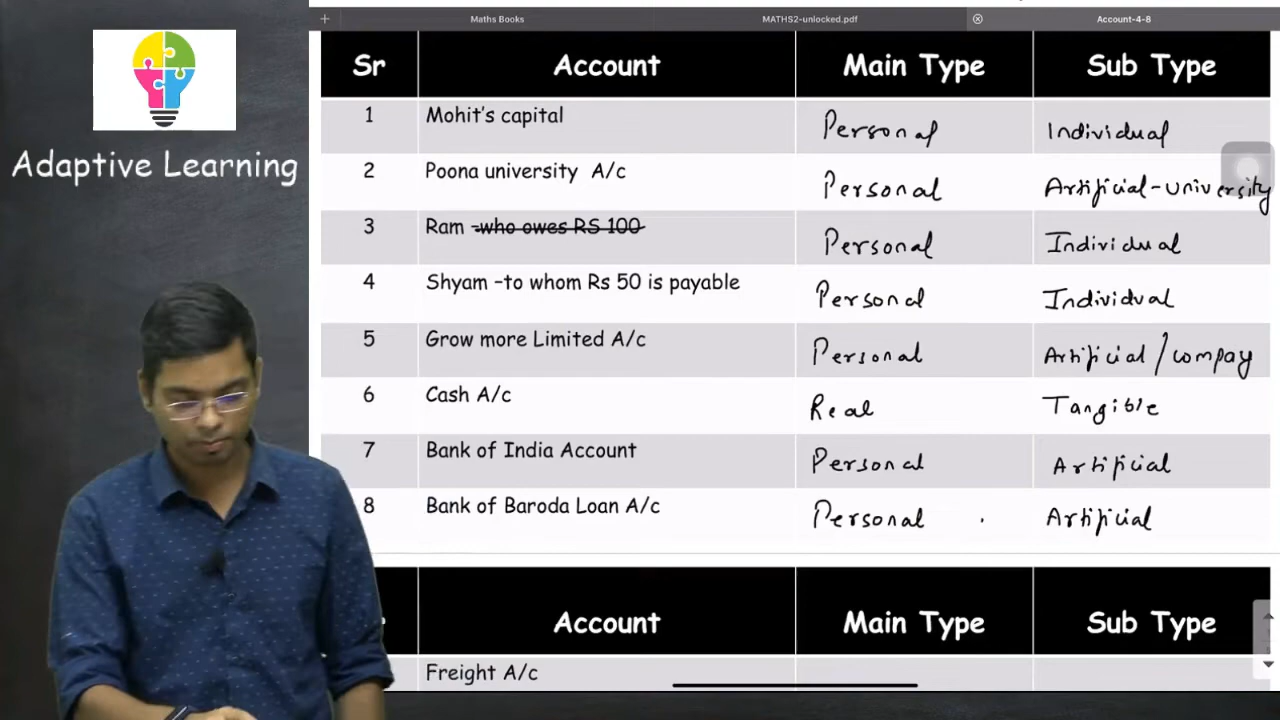 + Maths Books MATHS2-unlocked.pdf Account-4-8
Adaptive Learning
Sr Account Main Type Sub Type
1 Mohit's capital Personal Individual
2 Poona university A/c Personal Artificial-university
3 Ram -who owes RS 100 Personal Individual
4 Shyam -to whom Rs 50 is payable Personal Individual
5 Grow more Limited A/c Personal Artificial/compay
6 Cash A/c Real Tangible
7 Bank of India Account Personal Artificial
8 Bank of Baroda Loan A/c Personal Artificial
Account Main Type Sub Type
Freight A/c